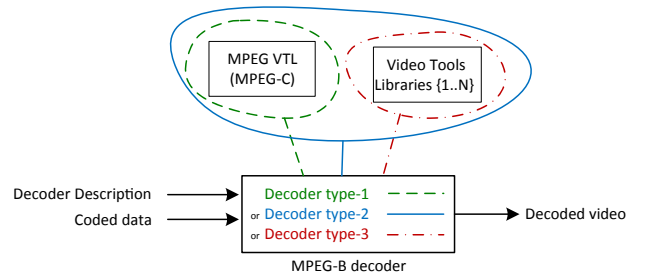 MPEG VTL
(MPEG-C)
Video Tools
Libraries {1..N}
Decoder Description
Coded data
Decoder type-1
or Decoder type-2
or Decoder type-3
Decoded video
MPEG-B decoder